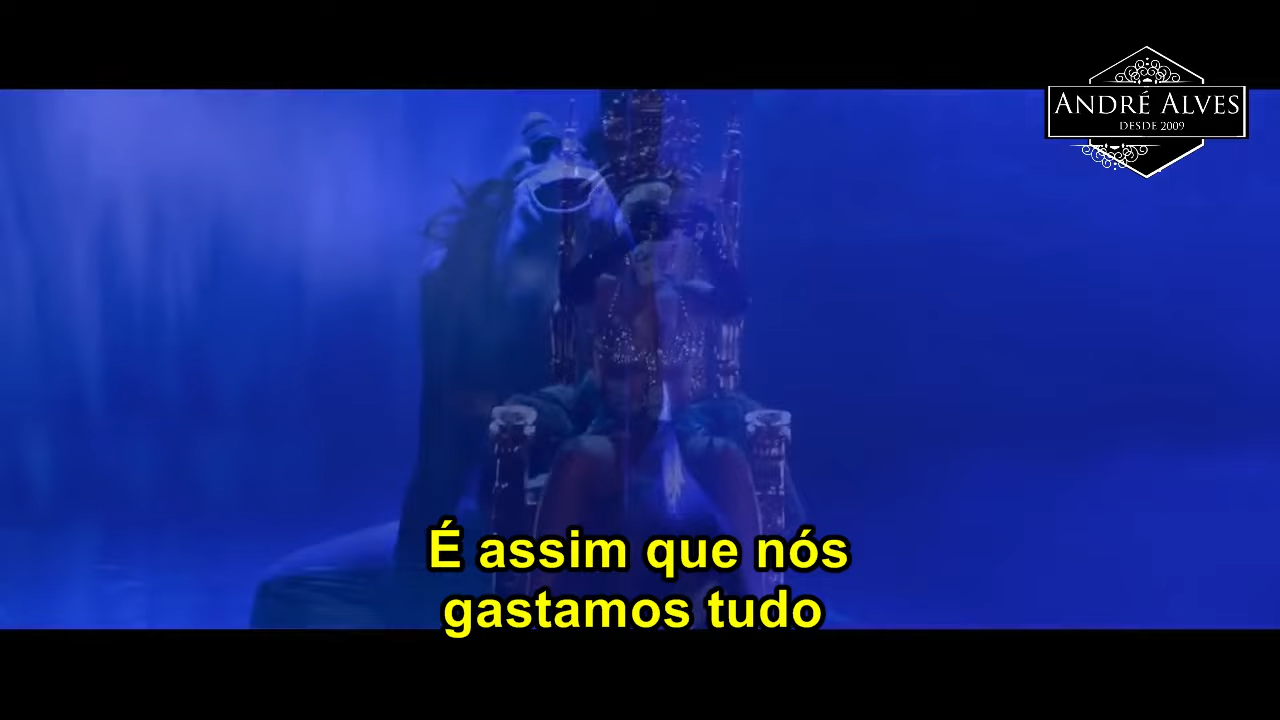 ANDRÉ ALVES
DESDE 2009
É assim que nós
gastamos tudo